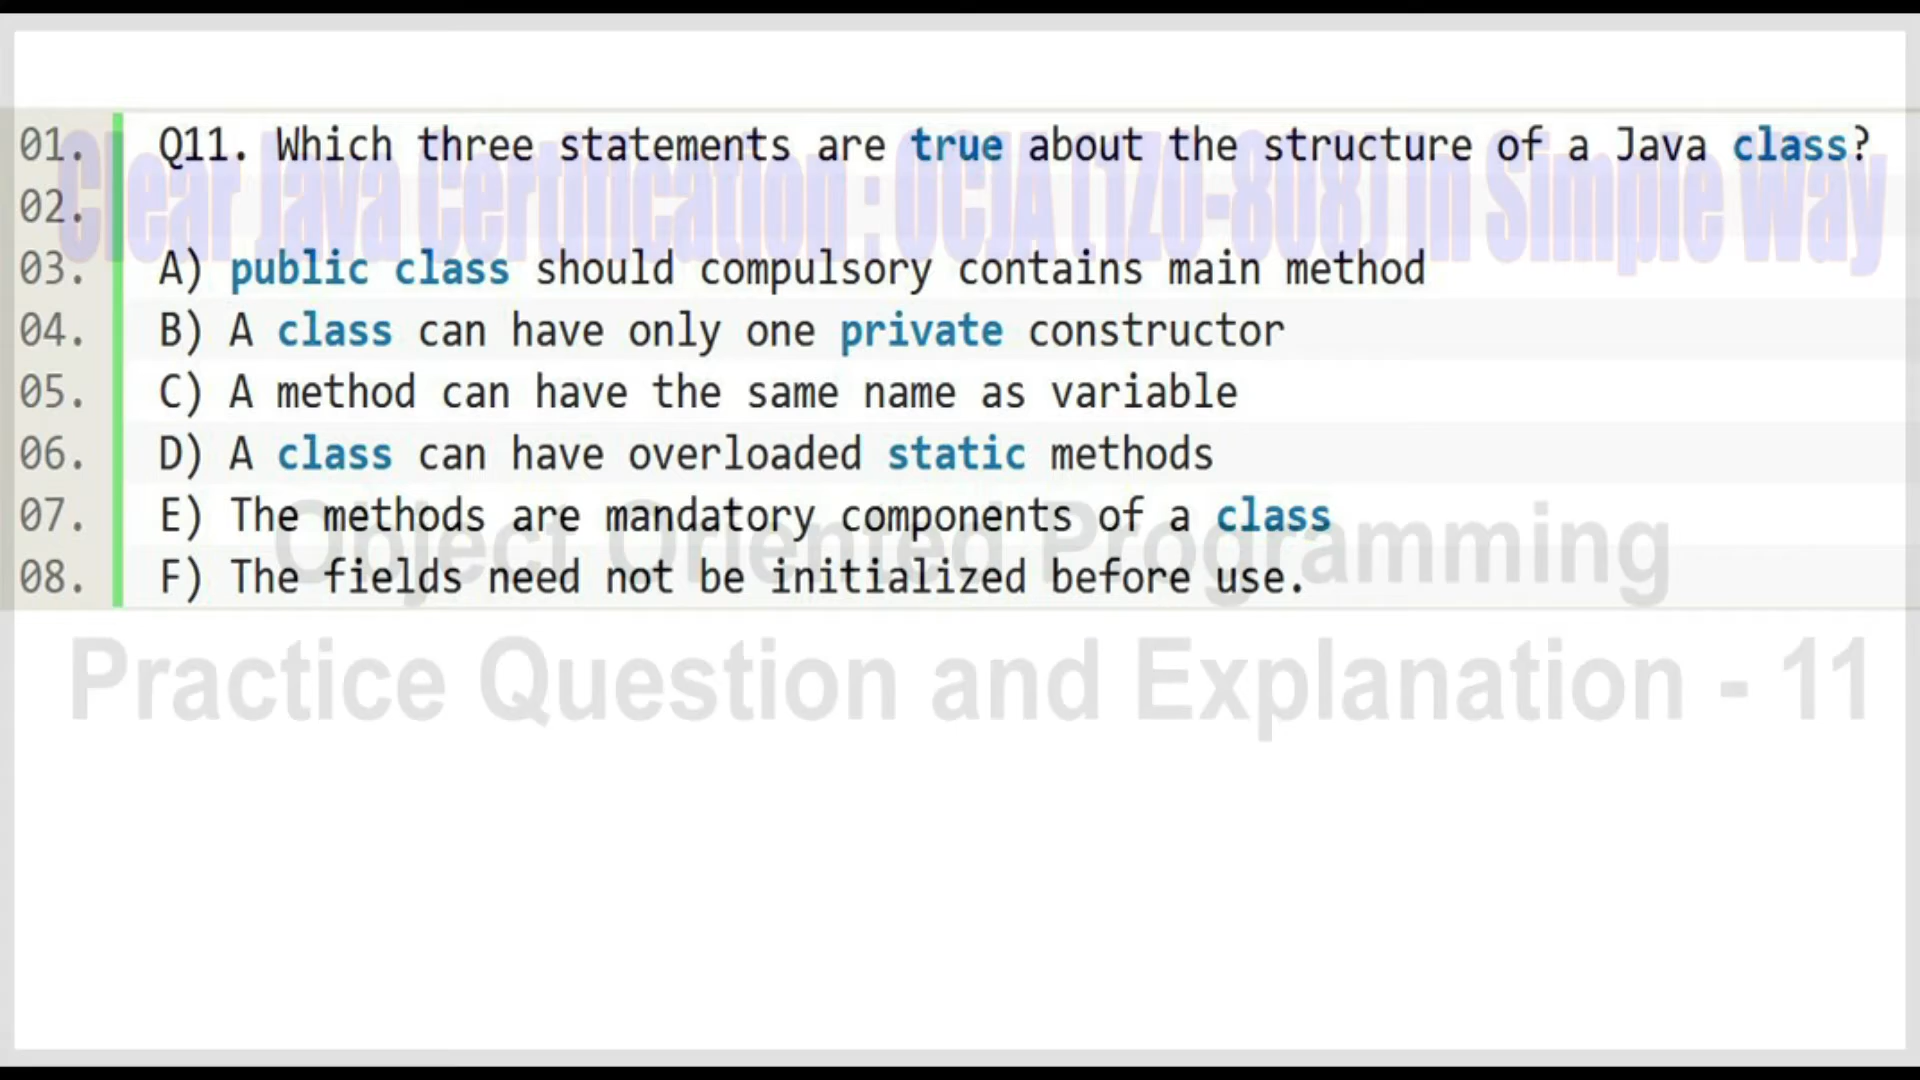 Clear Java Certification : OCJA (1Z0-808) in Simple Way
01. Q11. Which three statements are true about the structure of a Java class?
02.
03. A) public class should compulsory contains main method
04. B) A class can have only one private constructor
05. C) A method can have the same name as variable
06. D) A class can have overloaded static methods
07. E) The methods are mandatory components of a class
08. F) The fields need not be initialized before use.
Object Oriented Programming
Practice Question and Explanation - 11